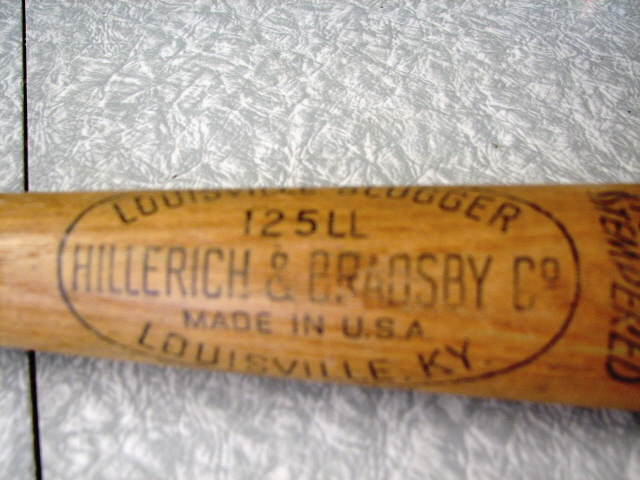 LOUISVILLE SLUGGER
125LL
HILLERICH & BRADSBY Cº
MADE IN U.S.A
LOUISVILLE, KY.
TEMPERED